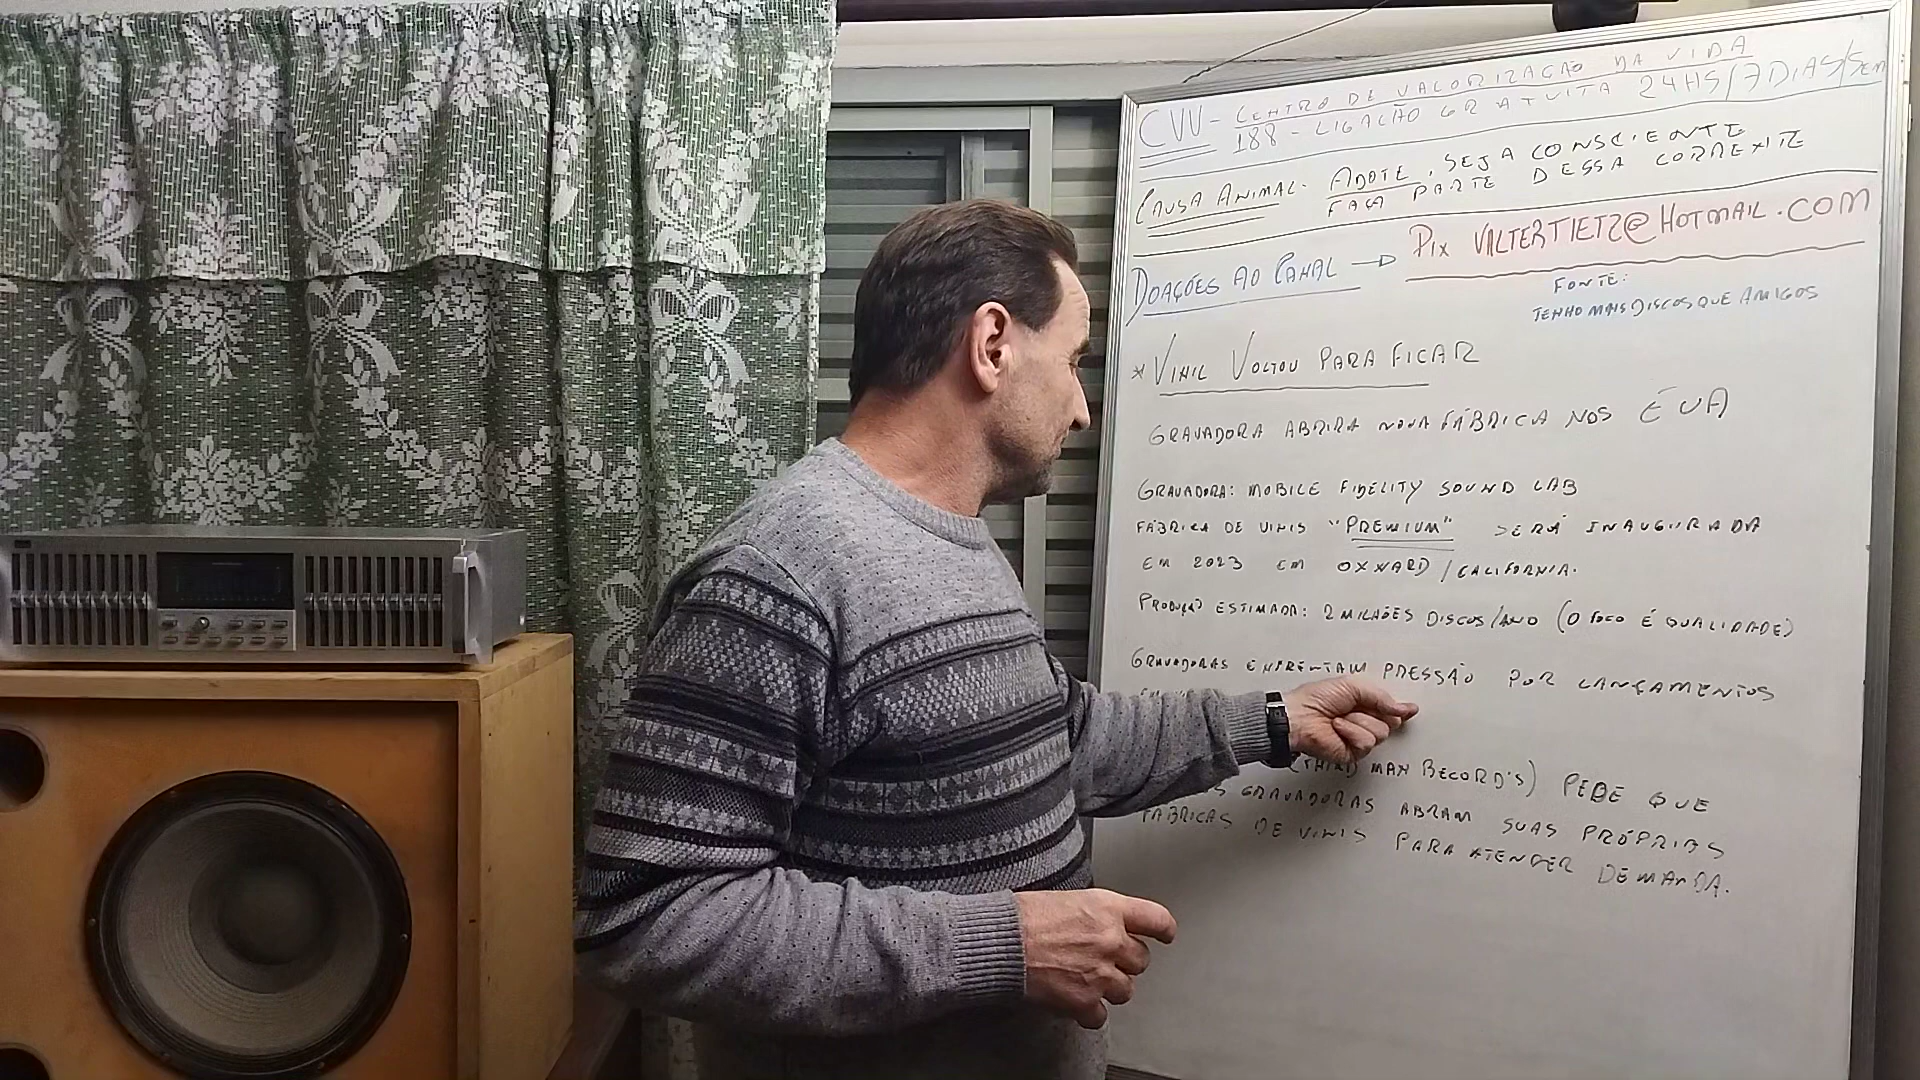 CVV - CENTRO DE VALORIZAÇÃO DA VIDA
188 - LIGAÇÃO GRATUITA 24HS/7DIAS/SEM
CAUSA ANIMAL. ADOTE, SEJA CONSCIENTE
FAÇA PARTE DESSA CORRENTE
DOAÇÕES AO CANAL → PIX VALTERTIETZ@HOTMAIL.COM
FONTE:
TENHO MAIS DISCOS QUE AMIGOS
* VINIL VOLTOU PARA FICAR
GRAVADORA ABRIRA NOVA FÁBRICA NOS EUA
GRAVADORA: MOBILE FIDELITY SOUND LAB
FÁBRICA DE VINIS "PREMIUM" SERÁ INAUGURADA
EM 2023 EM OXNARD/CALIFORNIA.
PRODUÇÃO ESTIMADA: 2 MILHÕES DISCOS/ANO (O FOCO É QUALIDADE)
GRAVADORAS ENFRENTAM PRESSÃO POR LANÇAMENTOS
(THIRD MAN RECORD'S) PEDE QUE
GRAVADORAS ABRAM SUAS PRÓPRIAS
FABRICAS DE VINIS PARA ATENDER DEMANDA.